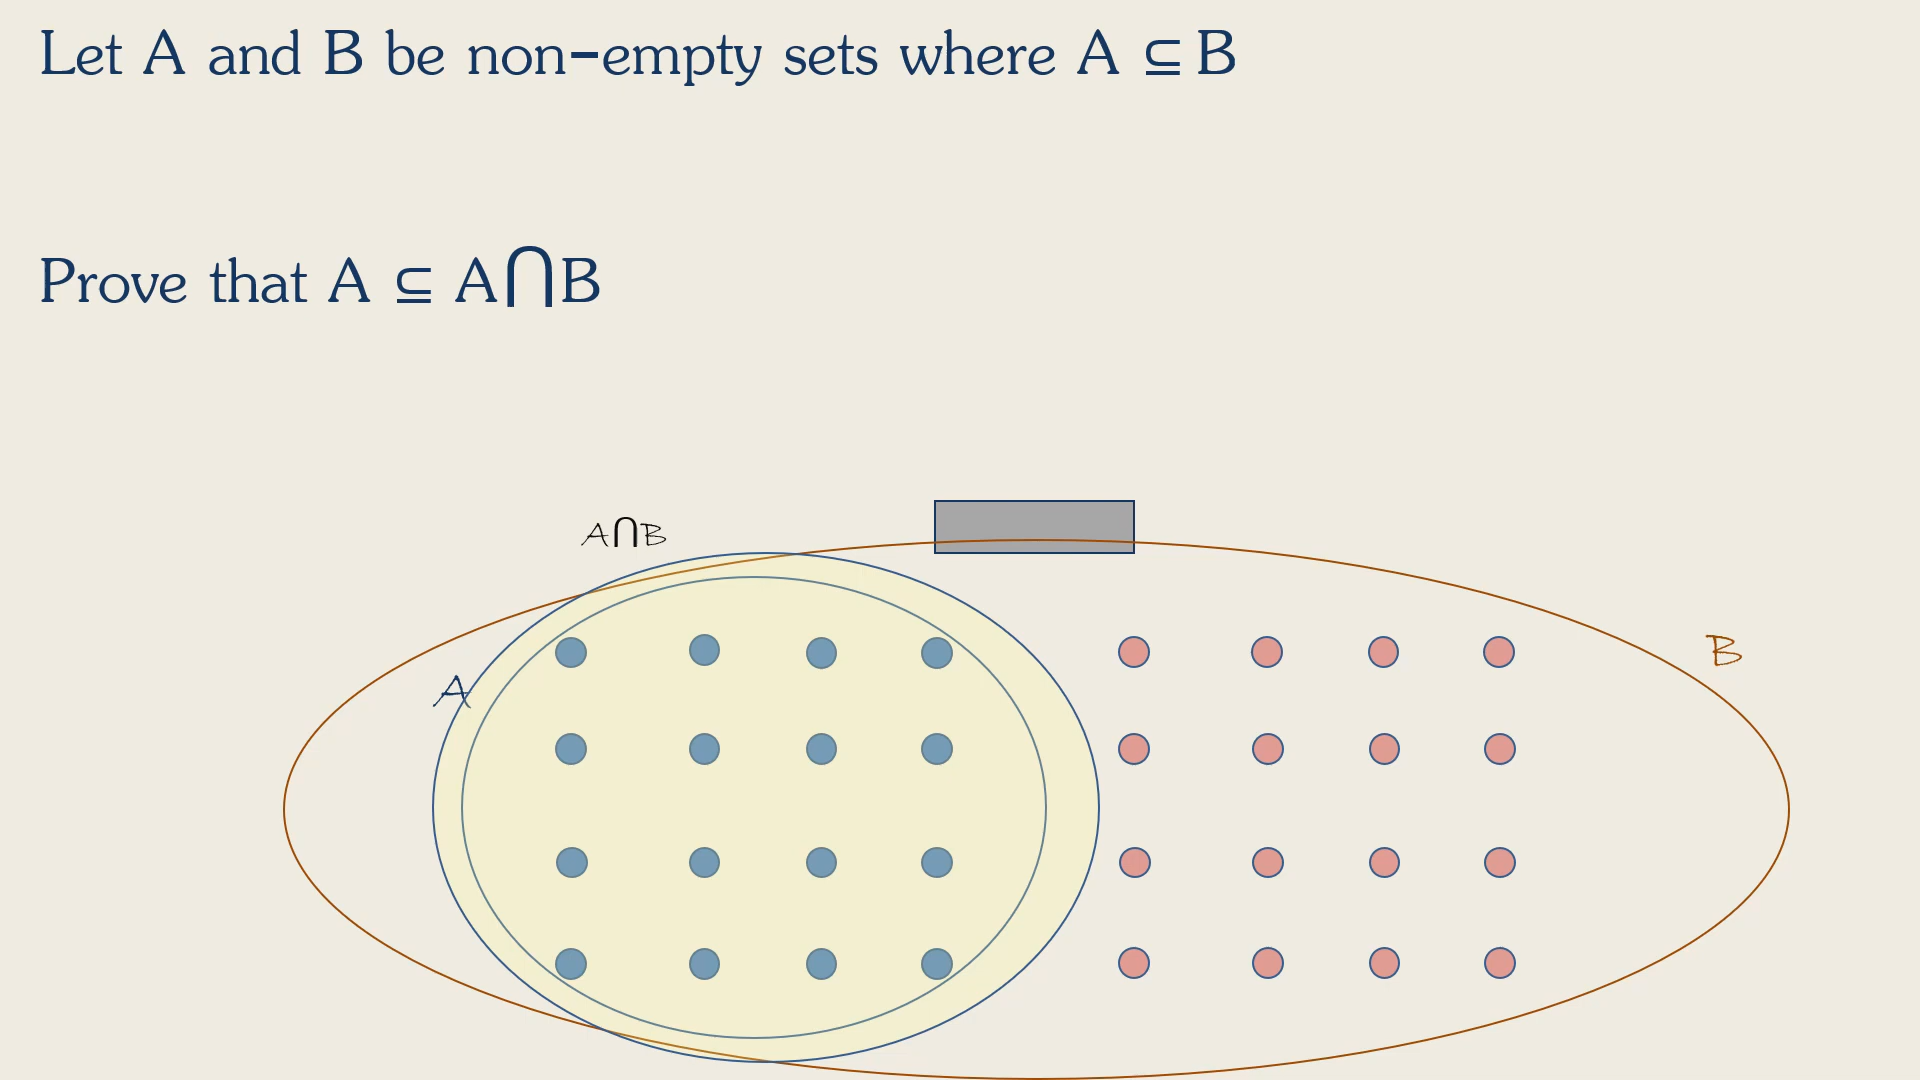 Let A and B be non-empty sets where A ⊆ B
Prove that A ⊆ A⋂B
A⋂B
B
A